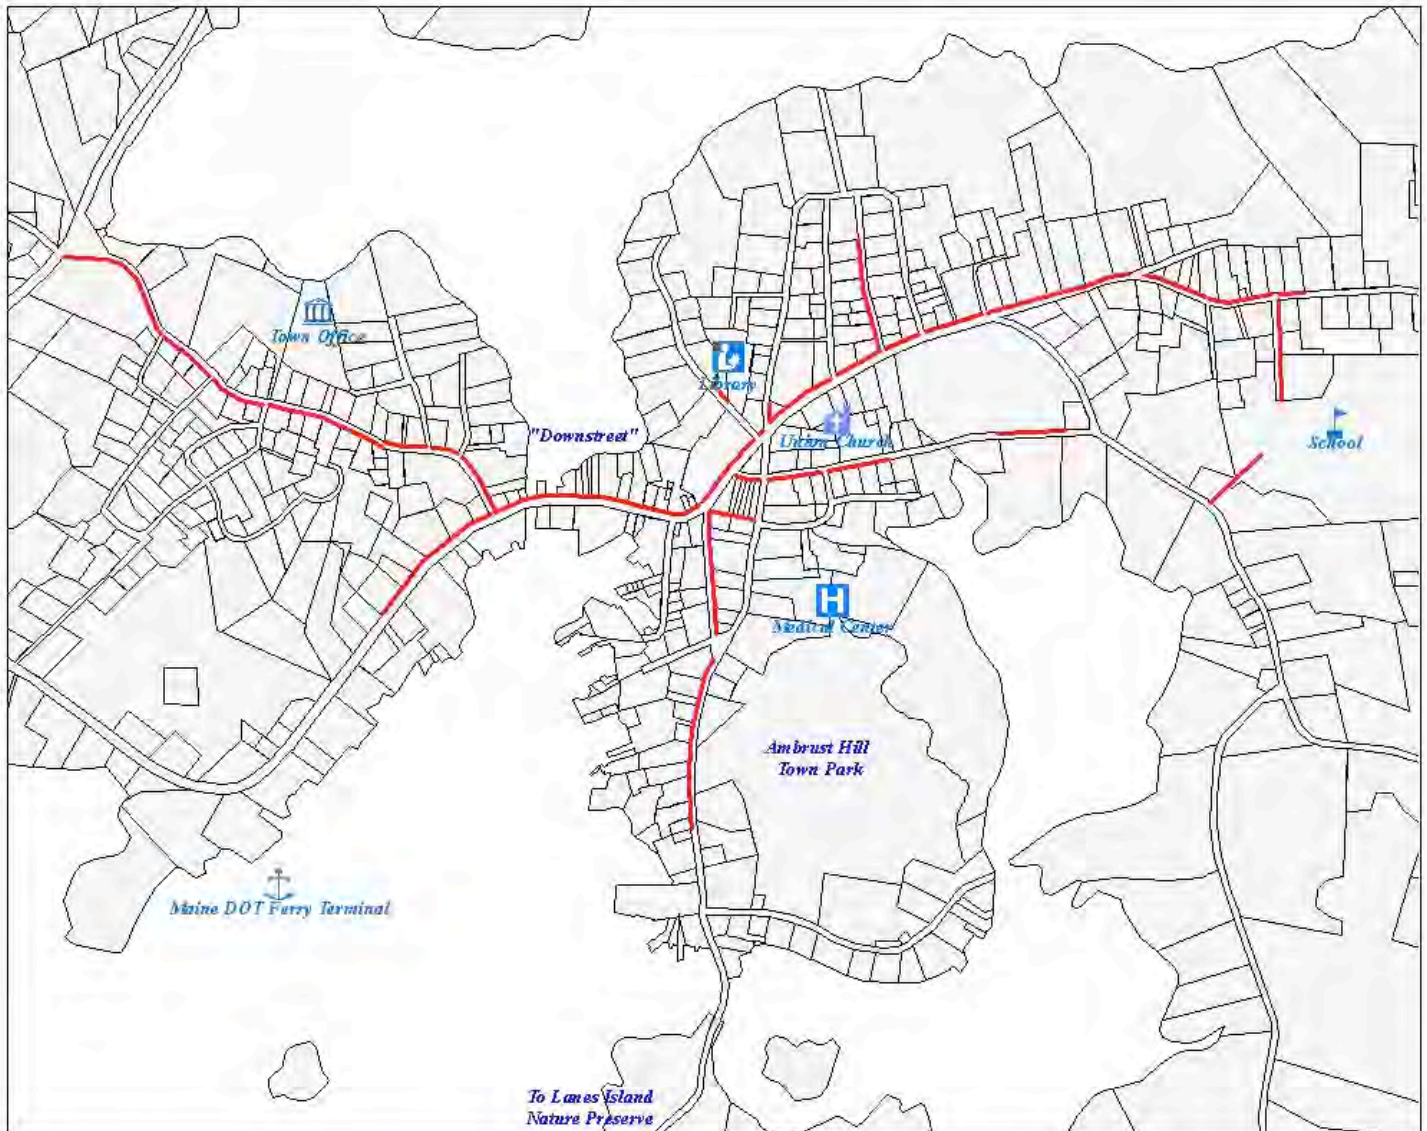 Town Office
Library
"Downstreet"
Union Church
School
H
Medical Center
Ambrust Hill
Town Park
Maine DOT Ferry Terminal
To Lanes Island
Nature Preserve